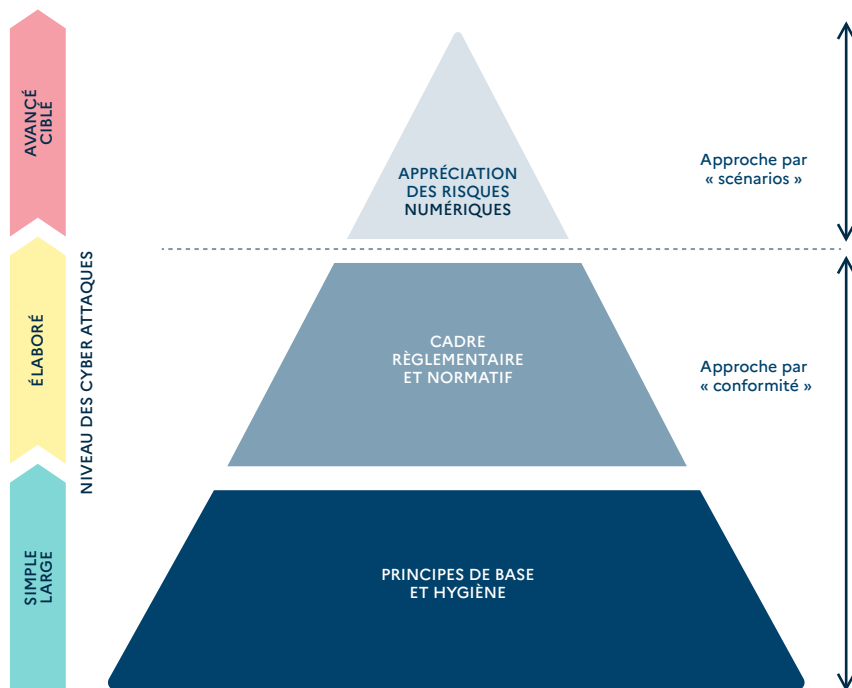 AVANCÉ
CIBLÉ
ÉLABORÉ
SIMPLE
LARGE
NIVEAU DES CYBER ATTAQUES
APPRÉCIATION
DES RISQUES
NUMÉRIQUES
Approche par
« scénarios »
CADRE
RÈGLEMENTAIRE
ET NORMATIF
Approche par
« conformité »
PRINCIPES DE BASE
ET HYGIÈNE